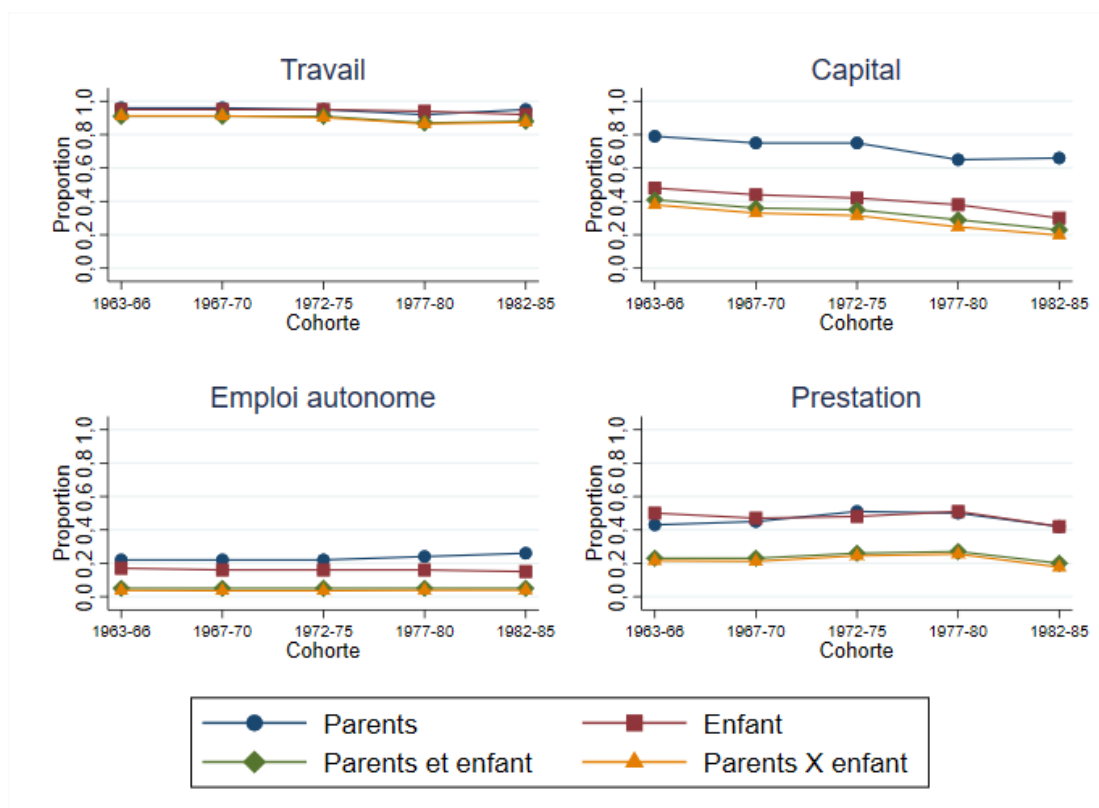 Travail
Proportion
0,0 0,2 0,4 0,6 0,8 1,0
1963-66 1967-70 1972-75 1977-80 1982-85
Cohorte
Capital
Proportion
0,0 0,2 0,4 0,6 0,8 1,0
1963-66 1967-70 1972-75 1977-80 1982-85
Cohorte
Emploi autonome
Proportion
0,0 0,2 0,4 0,6 0,8 1,0
1963-66 1967-70 1972-75 1977-80 1982-85
Cohorte
Prestation
Proportion
0,0 0,2 0,4 0,6 0,8 1,0
1963-66 1967-70 1972-75 1977-80 1982-85
Cohorte
Parents Enfant
Parents et enfant Parents X enfant